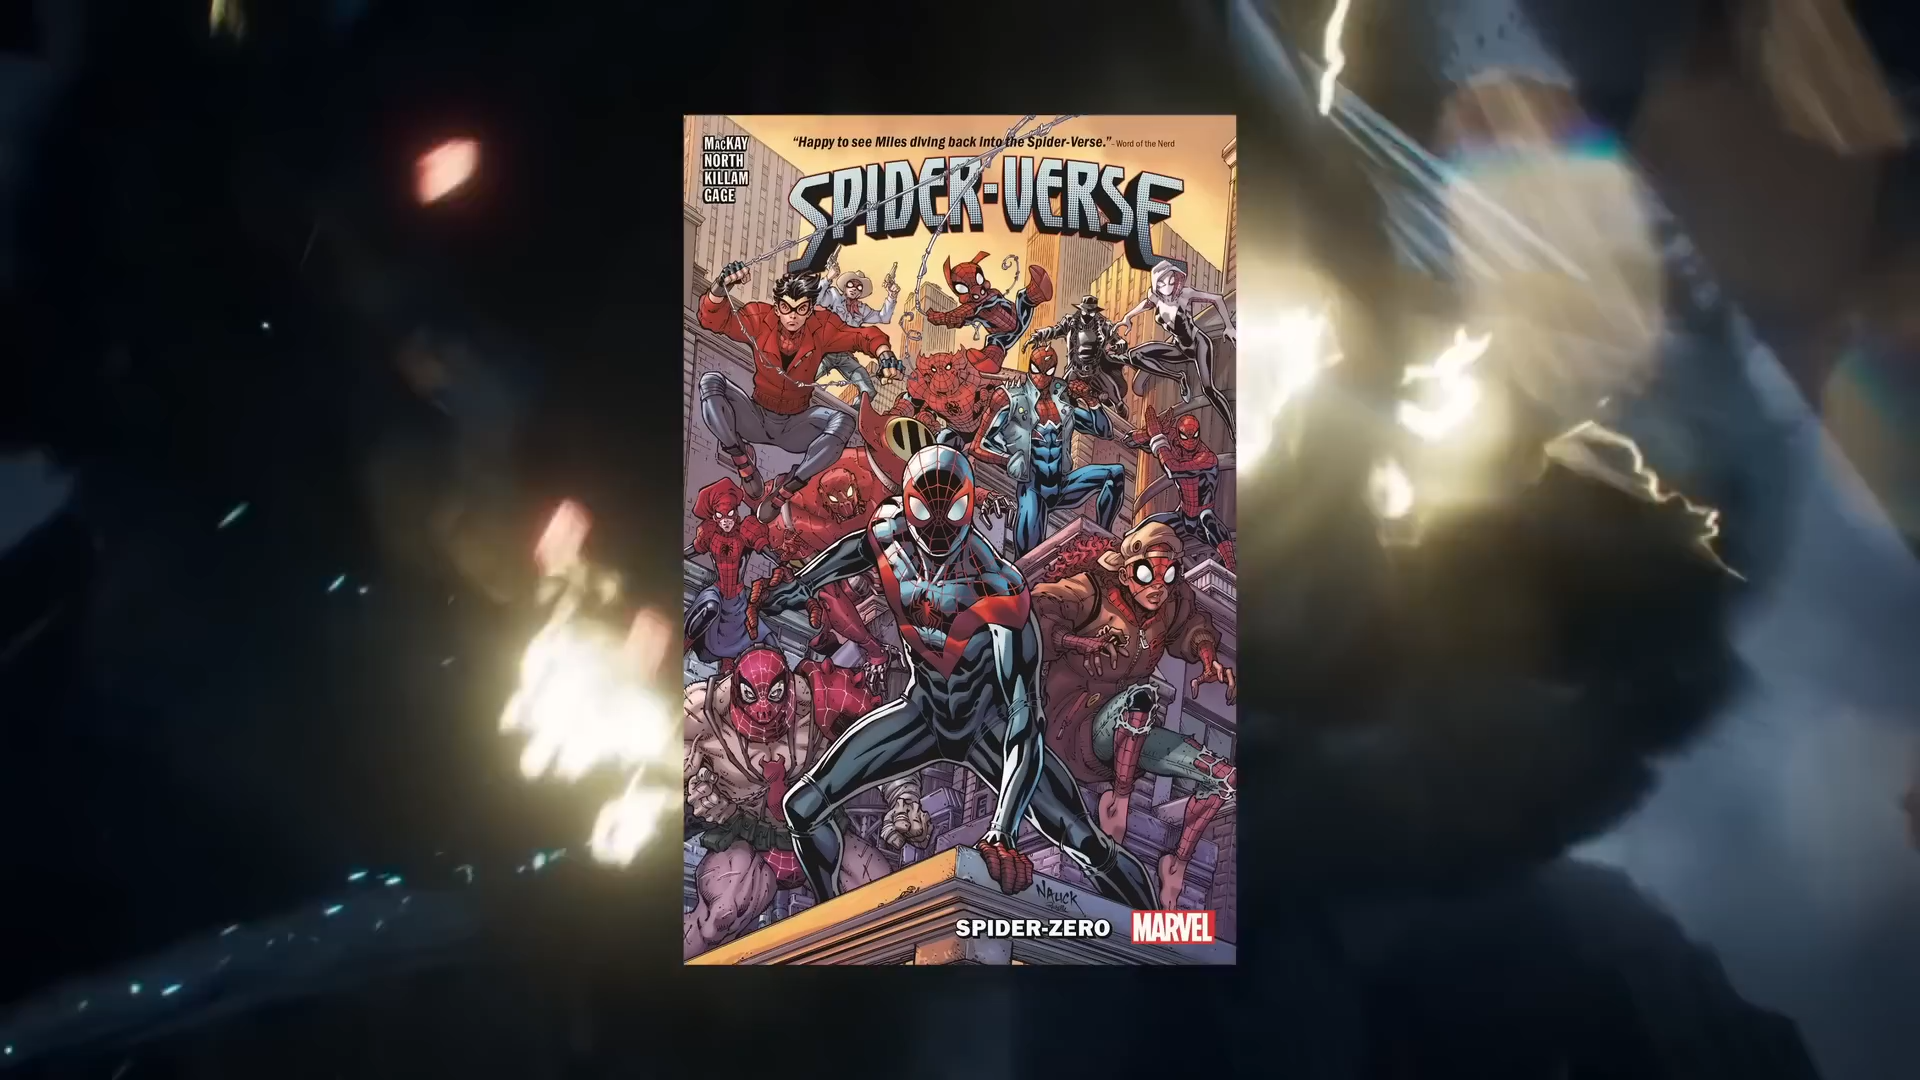 MacKAY
NORTH
KILLAM
GAGE
“Happy to see Miles diving back into the Spider-Verse.” - Word of the Nerd
SPIDER-VERSE
NAUCK
SPIDER-ZERO
MARVEL